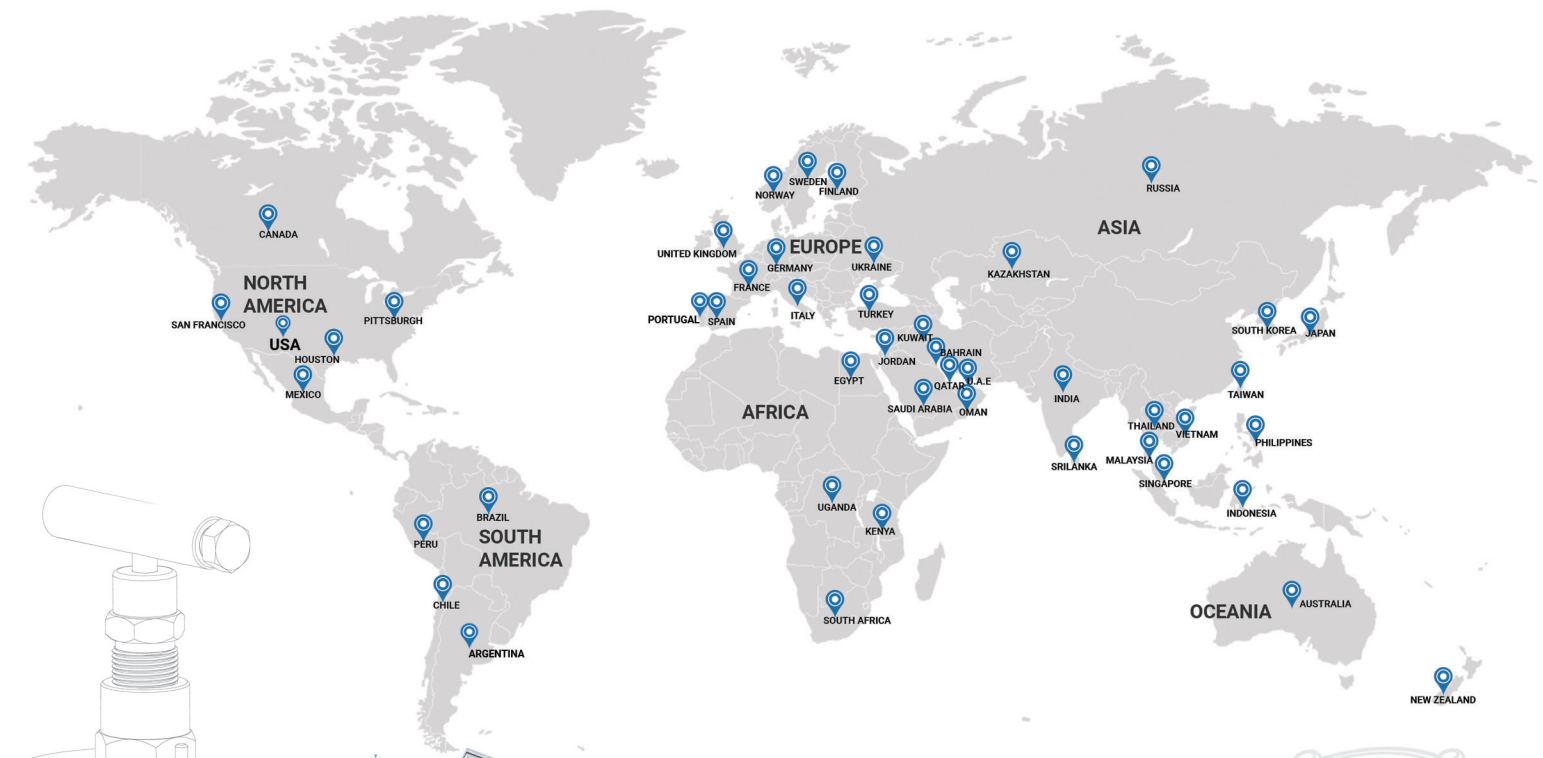 CANADA
NORTH
AMERICA
SAN FRANCISCO
PITTSBURGH
USA
HOUSTON
MEXICO
BRAZIL
PERU
SOUTH
AMERICA
CHILE
ARGENTINA
NORWAY
SWEDEN
FINLAND
UNITED KINGDOM
EUROPE
GERMANY
UKRAINE
FRANCE
PORTUGAL
SPAIN
ITALY
TURKEY
AFRICA
EGYPT
UGANDA
KENYA
SOUTH AFRICA
RUSSIA
ASIA
KAZAKHSTAN
KUWAIT
JORDAN
BAHRAIN
QATAR
U.A.E
SAUDI ARABIA
OMAN
INDIA
SRILANKA
SOUTH KOREA
JAPAN
TAIWAN
THAILAND
VIETNAM
PHILIPPINES
MALAYSIA
SINGAPORE
INDONESIA
OCEANIA
AUSTRALIA
NEW ZEALAND